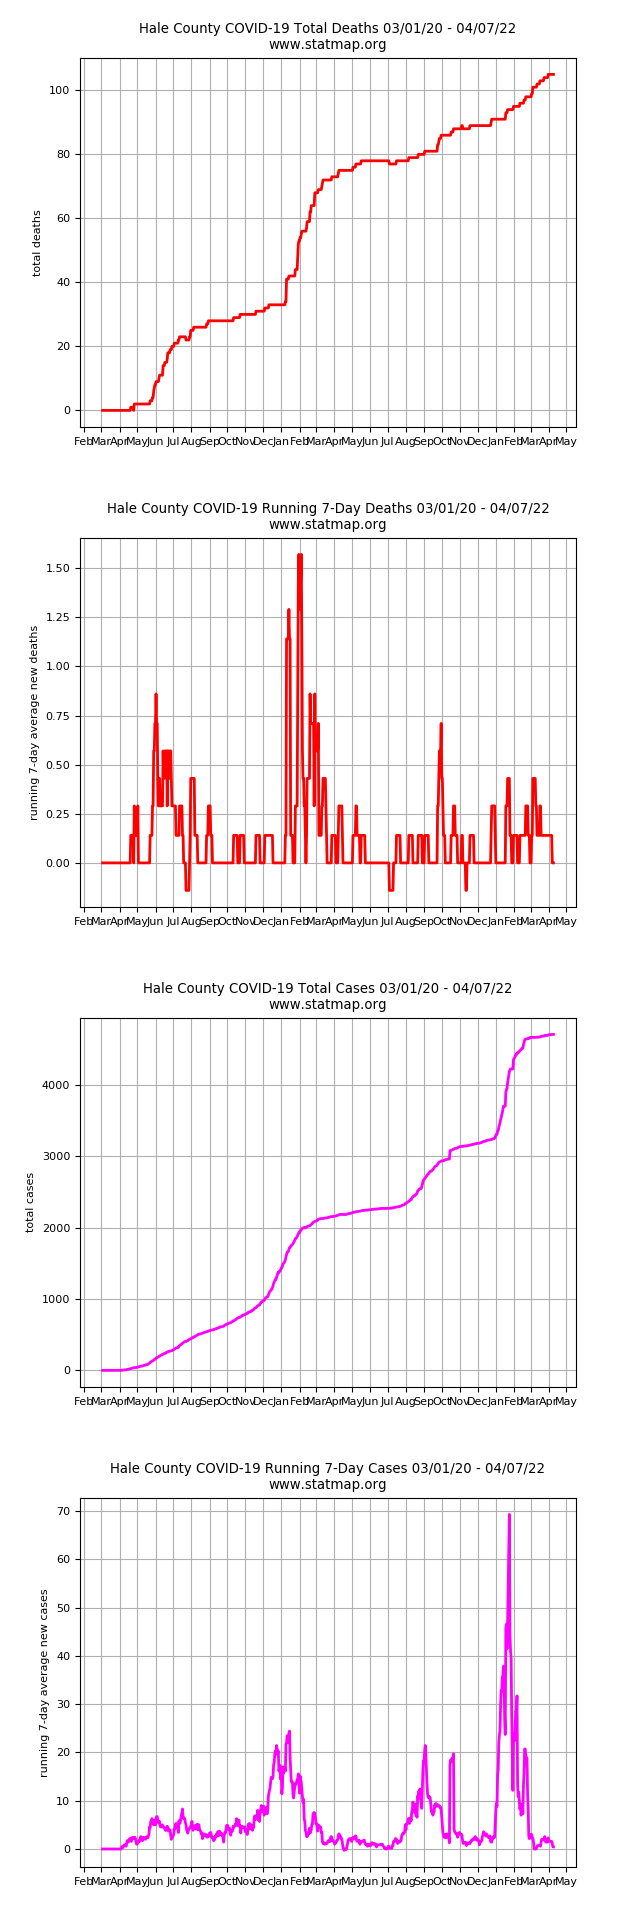 Hale County COVID-19 Total Deaths 03/01/20 - 04/07/22
www.statmap.org
100
80
60
40
20
0
total deaths
Feb Mar Apr May Jun Jul Aug Sep Oct Nov Dec Jan Feb Mar Apr May Jun Jul Aug Sep Oct Nov Dec Jan Feb Mar Apr May
Hale County COVID-19 Running 7-Day Deaths 03/01/20 - 04/07/22
www.statmap.org
1.50
1.25
1.00
0.75
0.50
0.25
0.00
running 7-day average new deaths
Feb Mar Apr May Jun Jul Aug Sep Oct Nov Dec Jan Feb Mar Apr May Jun Jul Aug Sep Oct Nov Dec Jan Feb Mar Apr May
Hale County COVID-19 Total Cases 03/01/20 - 04/07/22
www.statmap.org
4000
3000
2000
1000
0
total cases
Feb Mar Apr May Jun Jul Aug Sep Oct Nov Dec Jan Feb Mar Apr May Jun Jul Aug Sep Oct Nov Dec Jan Feb Mar Apr May
Hale County COVID-19 Running 7-Day Cases 03/01/20 - 04/07/22
www.statmap.org
70
60
50
40
30
20
10
0
running 7-day average new cases
Feb Mar Apr May Jun Jul Aug Sep Oct Nov Dec Jan Feb Mar Apr May Jun Jul Aug Sep Oct Nov Dec Jan Feb Mar Apr May